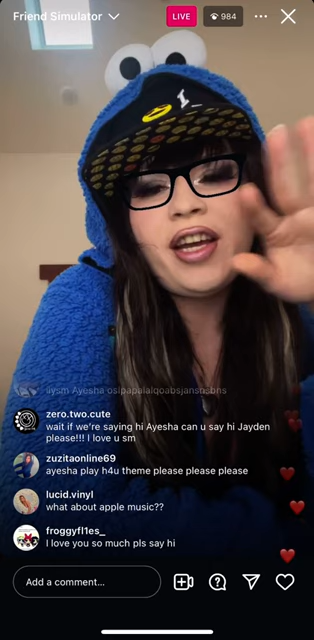 Friend Simulator
LIVE
984
I_
Ayesha
zero.two.cute
wait if we're saying hi Ayesha can u say hi Jayden
please!!! I love u sm
zuzitaonline69
ayesha play h4u theme please please please
lucid.vinyl
what about apple music??
froggyfl1es_
I love you so much pls say hi
Add a comment...